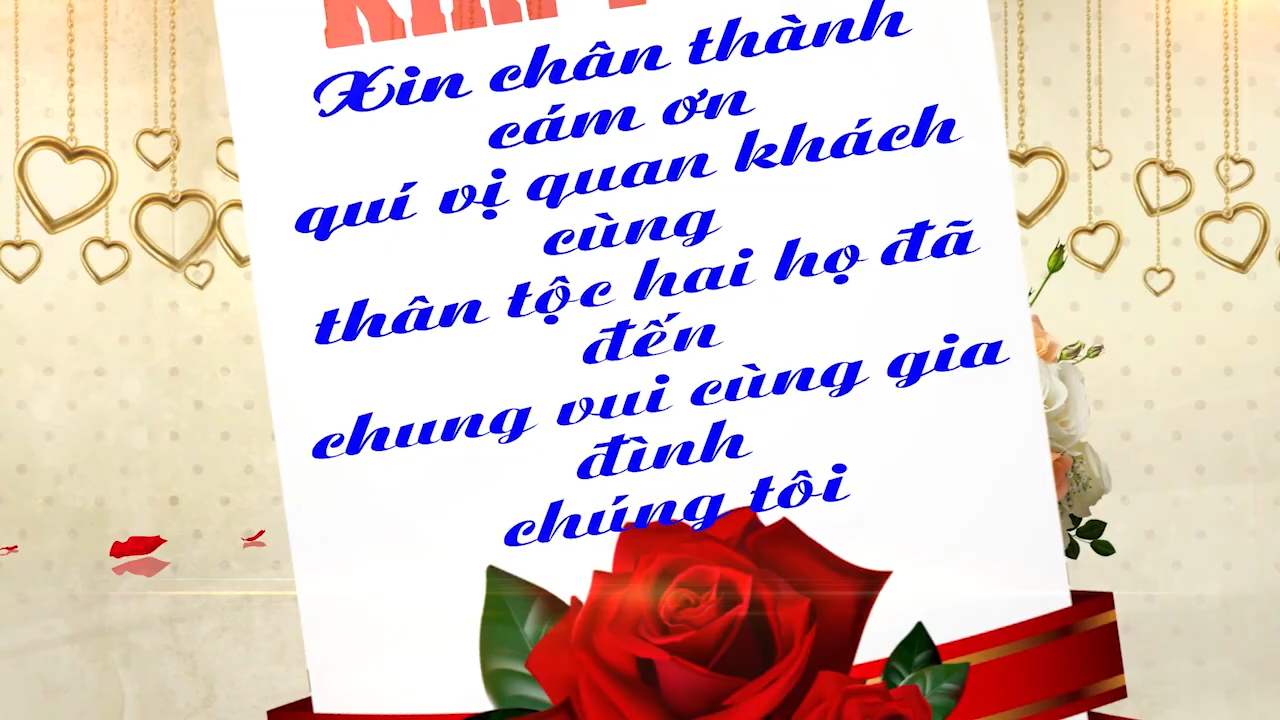 Xin chân thành
cám ơn
quí vị quan khách
cùng
thân tộc hai họ đã
đến
chung vui cùng gia
đình
chúng tôi